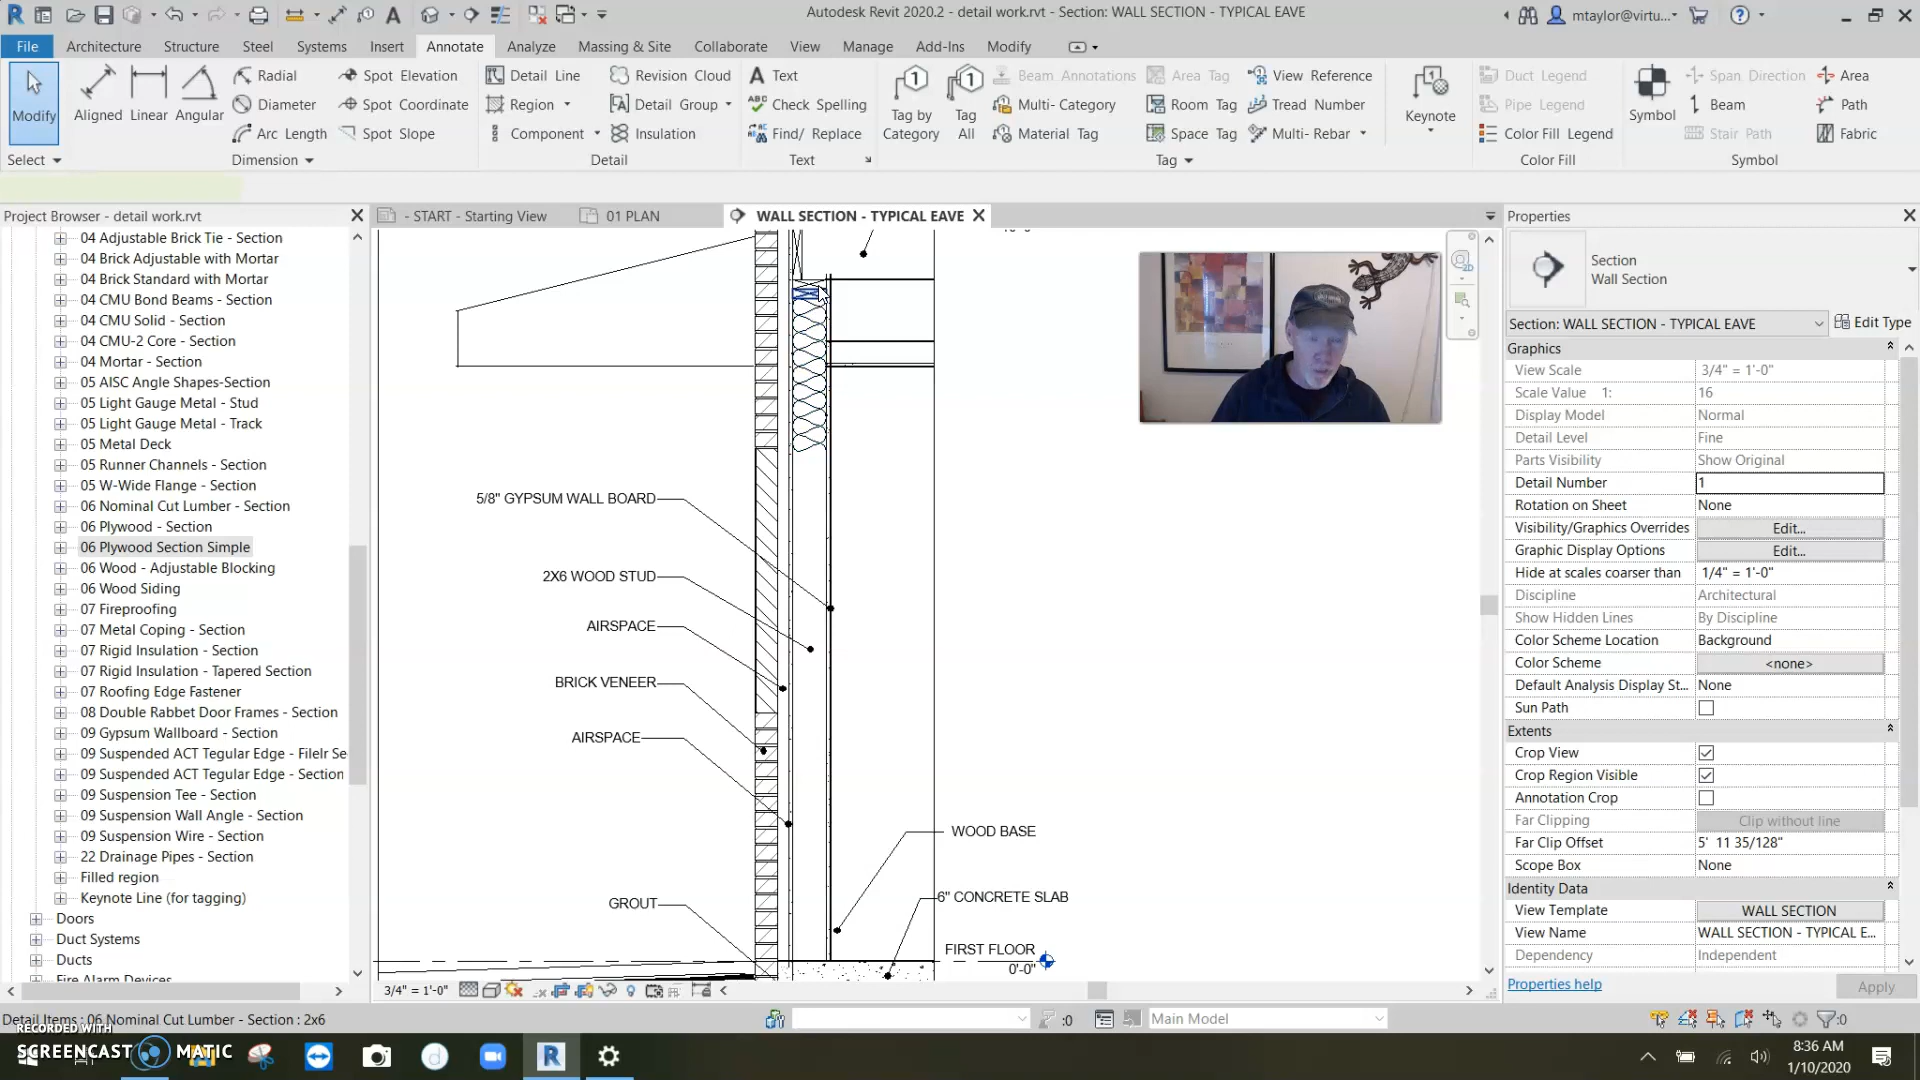 Autodesk Revit 2020.2 - detail work.rvt - Section: WALL SECTION - TYPICAL EAVE
mtaylor@virtu...
File Architecture Structure Steel Systems Insert Annotate Analyze Massing & Site Collaborate View Manage Add-Ins Modify
Modify
Select
Aligned Linear Angular
Radial
Diameter
Arc Length
Spot Elevation
Spot Coordinate
Spot Slope
Dimension
Detail Line
Region
Component
Revision Cloud
Detail Group
Insulation
Detail
Text
Check Spelling
Find/ Replace
Text
Tag by Category
Tag All
Beam Annotations
Multi- Category
Material Tag
Area Tag
Room Tag
Space Tag
View Reference
Tread Number
Multi- Rebar
Tag
Keynote
Duct Legend
Pipe Legend
Color Fill Legend
Color Fill
Symbol
Span Direction
Beam
Stair Path
Area
Path
Fabric
Symbol
Project Browser - detail work.rvt
04 Adjustable Brick Tie - Section
04 Brick Adjustable with Mortar
04 Brick Standard with Mortar
04 CMU Bond Beams - Section
04 CMU Solid - Section
04 CMU-2 Core - Section
04 Mortar - Section
05 AISC Angle Shapes-Section
05 Light Gauge Metal - Stud
05 Light Gauge Metal - Track
05 Metal Deck
05 Runner Channels - Section
05 W-Wide Flange - Section
06 Nominal Cut Lumber - Section
06 Plywood - Section
06 Plywood Section Simple
06 Wood - Adjustable Blocking
06 Wood Siding
07 Fireproofing
07 Metal Coping - Section
07 Rigid Insulation - Section
07 Rigid Insulation - Tapered Section
07 Roofing Edge Fastener
08 Double Rabbet Door Frames - Section
09 Gypsum Wallboard - Section
09 Suspended ACT Tegular Edge - Filelr Se
09 Suspended ACT Tegular Edge - Section
09 Suspension Tee - Section
09 Suspension Wall Angle - Section
09 Suspension Wire - Section
22 Drainage Pipes - Section
Filled region
Keynote Line (for tagging)
Doors
Duct Systems
Ducts
Fire Alarm Devices
- START - Starting View
01 PLAN
WALL SECTION - TYPICAL EAVE
5/8" GYPSUM WALL BOARD
2X6 WOOD STUD
AIRSPACE
BRICK VENEER
AIRSPACE
WOOD BASE
6" CONCRETE SLAB
GROUT
FIRST FLOOR
0'-0"
3/4" = 1'-0"
Properties
Section
Wall Section
Section: WALL SECTION - TYPICAL EAVE
Edit Type
Graphics
View Scale 3/4" = 1'-0"
Scale Value 1: 16
Display Model Normal
Detail Level Fine
Parts Visibility Show Original
Detail Number 1
Rotation on Sheet None
Visibility/Graphics Overrides Edit...
Graphic Display Options Edit...
Hide at scales coarser than 1/4" = 1'-0"
Discipline Architectural
Show Hidden Lines By Discipline
Color Scheme Location Background
Color Scheme <none>
Default Analysis Display St... None
Sun Path
Extents
Crop View
Crop Region Visible
Annotation Crop
Far Clipping Clip without line
Far Clip Offset 5' 11 35/128"
Scope Box None
Identity Data
View Template WALL SECTION
View Name WALL SECTION - TYPICAL E...
Dependency Independent
Properties help
Apply
Detail Items : 06 Nominal Cut Lumber - Section : 2x6
:0
Main Model
:0
RECORDED WITH
SCREENCAST MATIC
8:36 AM
1/10/2020